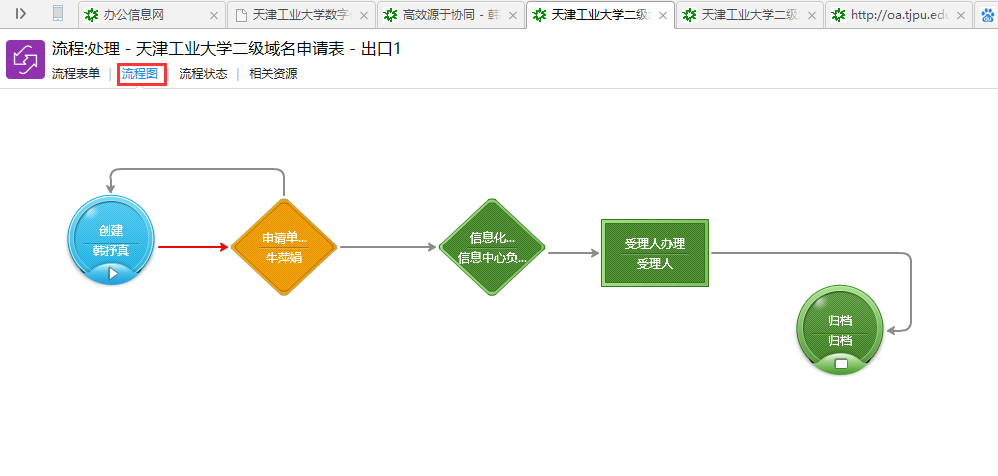 办公信息网
天津工业大学数字
高效源于协同 - 韩
天津工业大学二级域
天津工业大学二级
http://oa.tjpu.edu
流程:处理 - 天津工业大学二级域名申请表 - 出口1
流程表单
流程图
流程状态
相关资源
创建
韩抒真
申请单...
牛萍娟
信息化...
信息中心负...
受理人办理
受理人
归档
归档